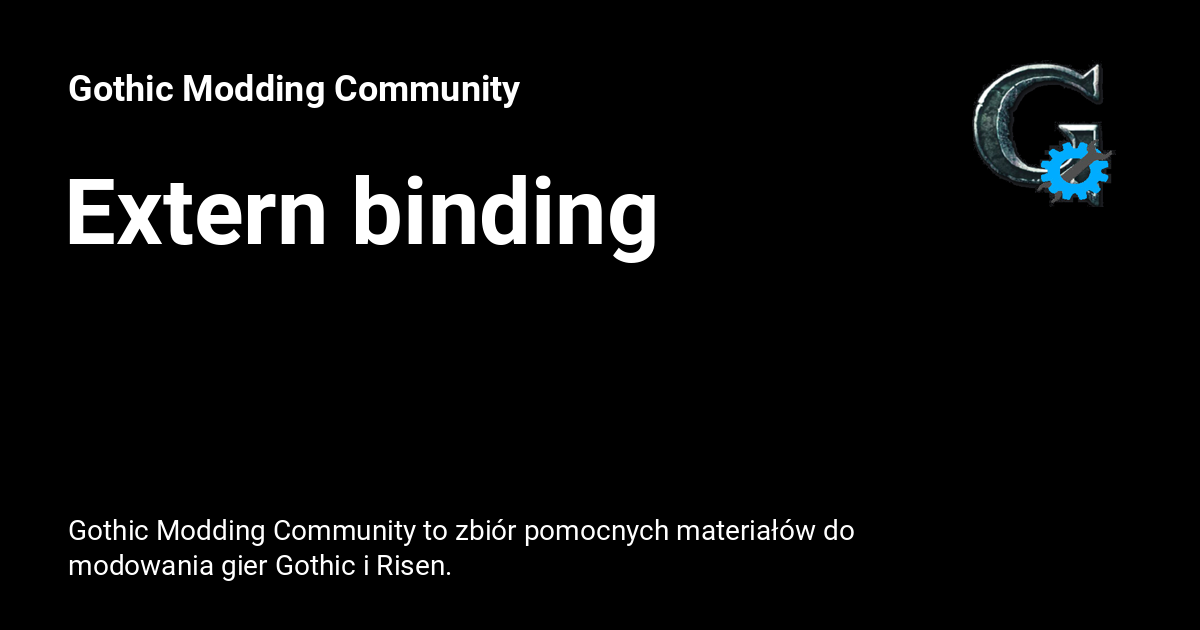 Gothic Modding Community
Extern binding
Gothic Modding Community to zbiór pomocnych materiałów do
modowania gier Gothic i Risen.